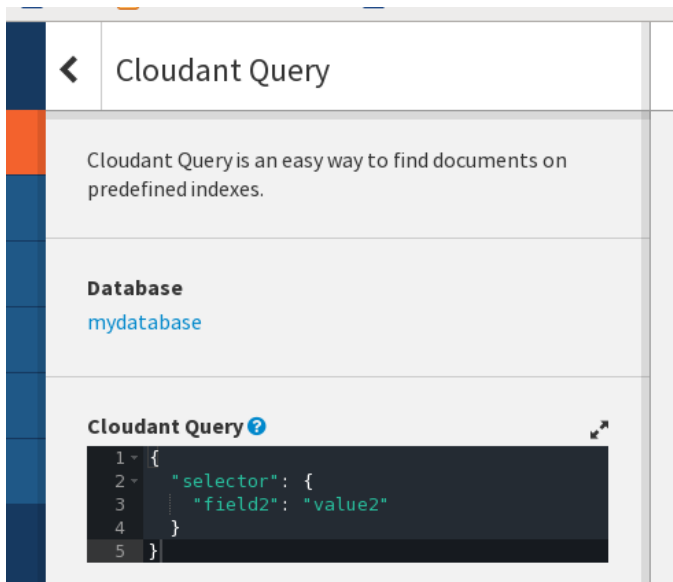 Cloudant Query
Cloudant Query is an easy way to find documents on
predefined indexes.
Database
mydatabase
Cloudant Query ?
1 {
2 "selector": {
3 "field2": "value2"
4 }
5 }